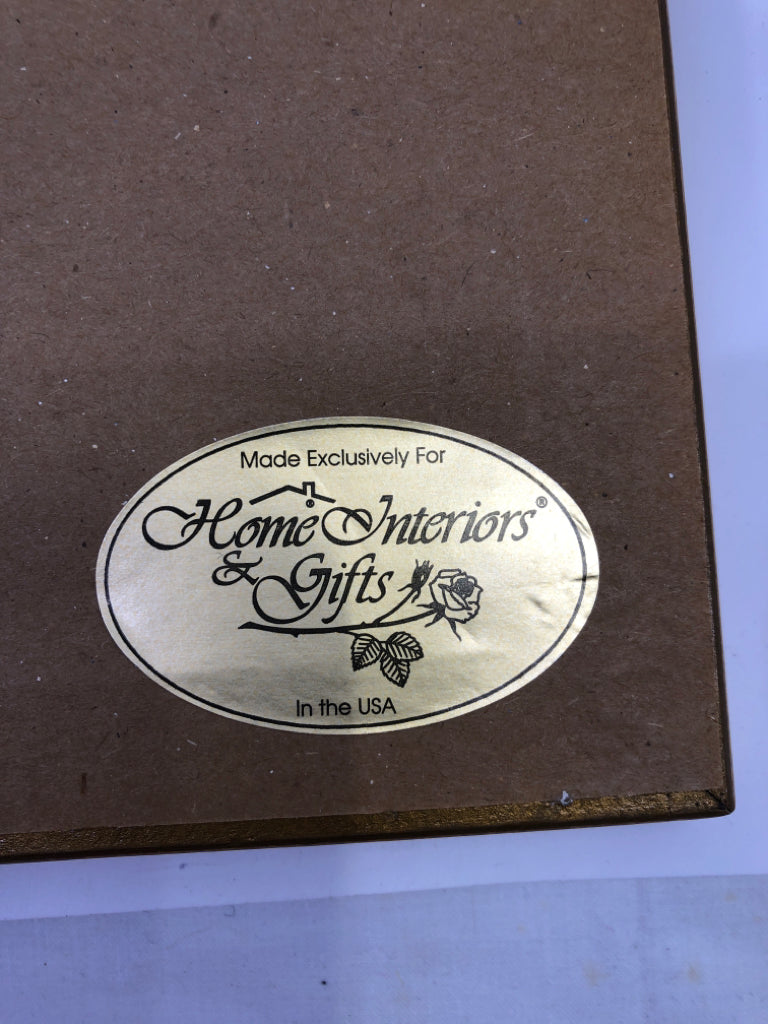 Made Exclusively For
Home Interiors®
& Gifts
In the USA